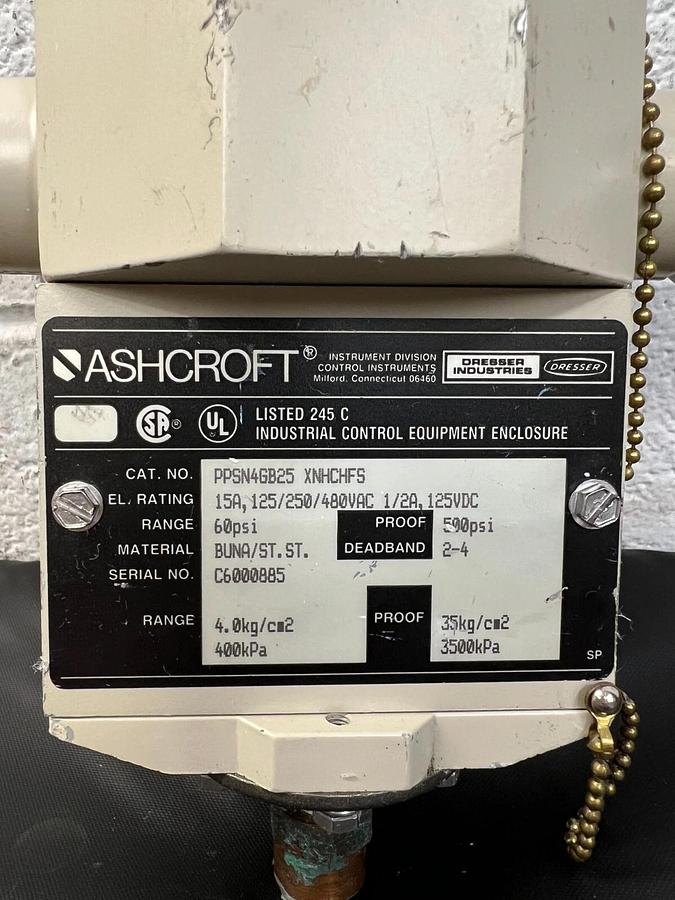 ASHCROFT® INSTRUMENT DIVISION
CONTROL INSTRUMENTS
Milford, Connecticut 06460
DRESSER INDUSTRIES DRESSER
SA® UL LISTED 245 C
INDUSTRIAL CONTROL EQUIPMENT ENCLOSURE
CAT. NO. PPSN4GB25 XNHCHFS
EL. RATING 15A,125/250/480VAC 1/2A,125VDC
RANGE 60psi PROOF 500psi
MATERIAL BUNA/ST.ST. DEADBAND 2-4
SERIAL NO. C6000885
RANGE 4.0kg/cm2 PROOF 35kg/cm2
400kPa 3500kPa
SP